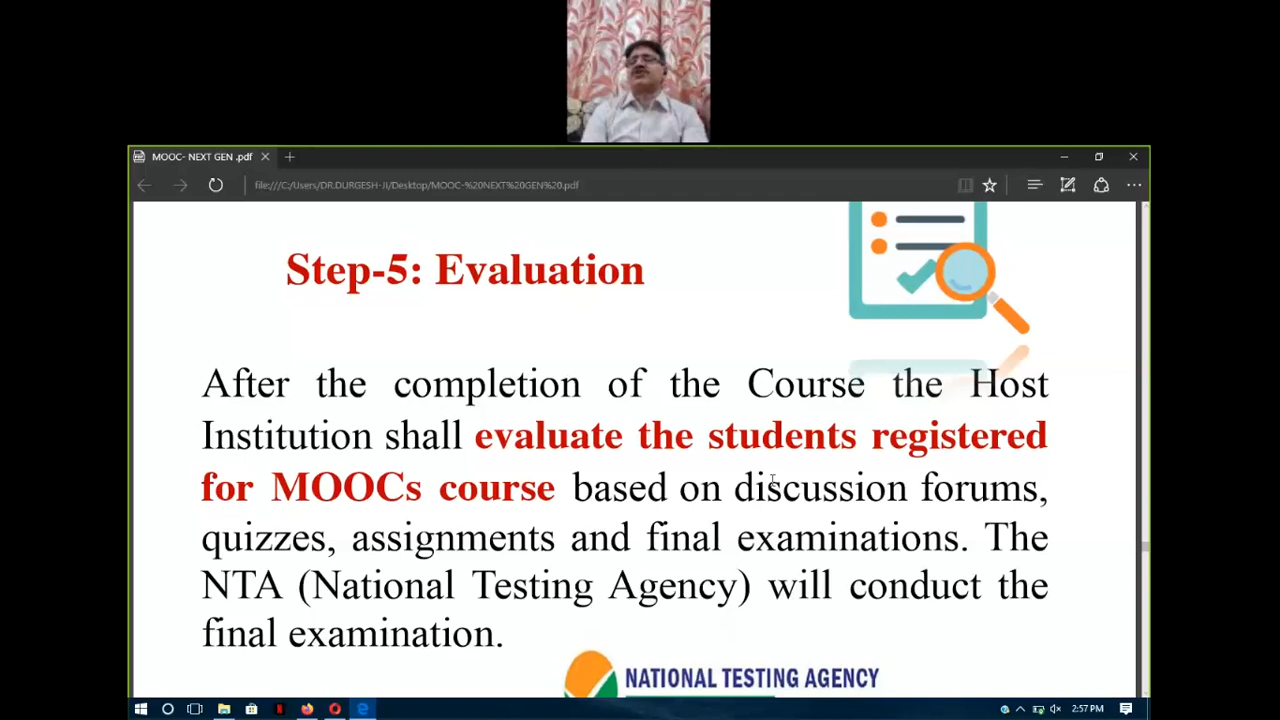 MOOC- NEXT GEN .pdf
file:///C:/Users/DR.DURGESH-JI/Desktop/MOOC-%20NEXT%20GEN%20.pdf
Step-5: Evaluation
After the completion of the Course the Host
Institution shall evaluate the students registered
for MOOCs course based on discussion forums,
quizzes, assignments and final examinations. The
NTA (National Testing Agency) will conduct the
final examination.
NATIONAL TESTING AGENCY
2:57 PM